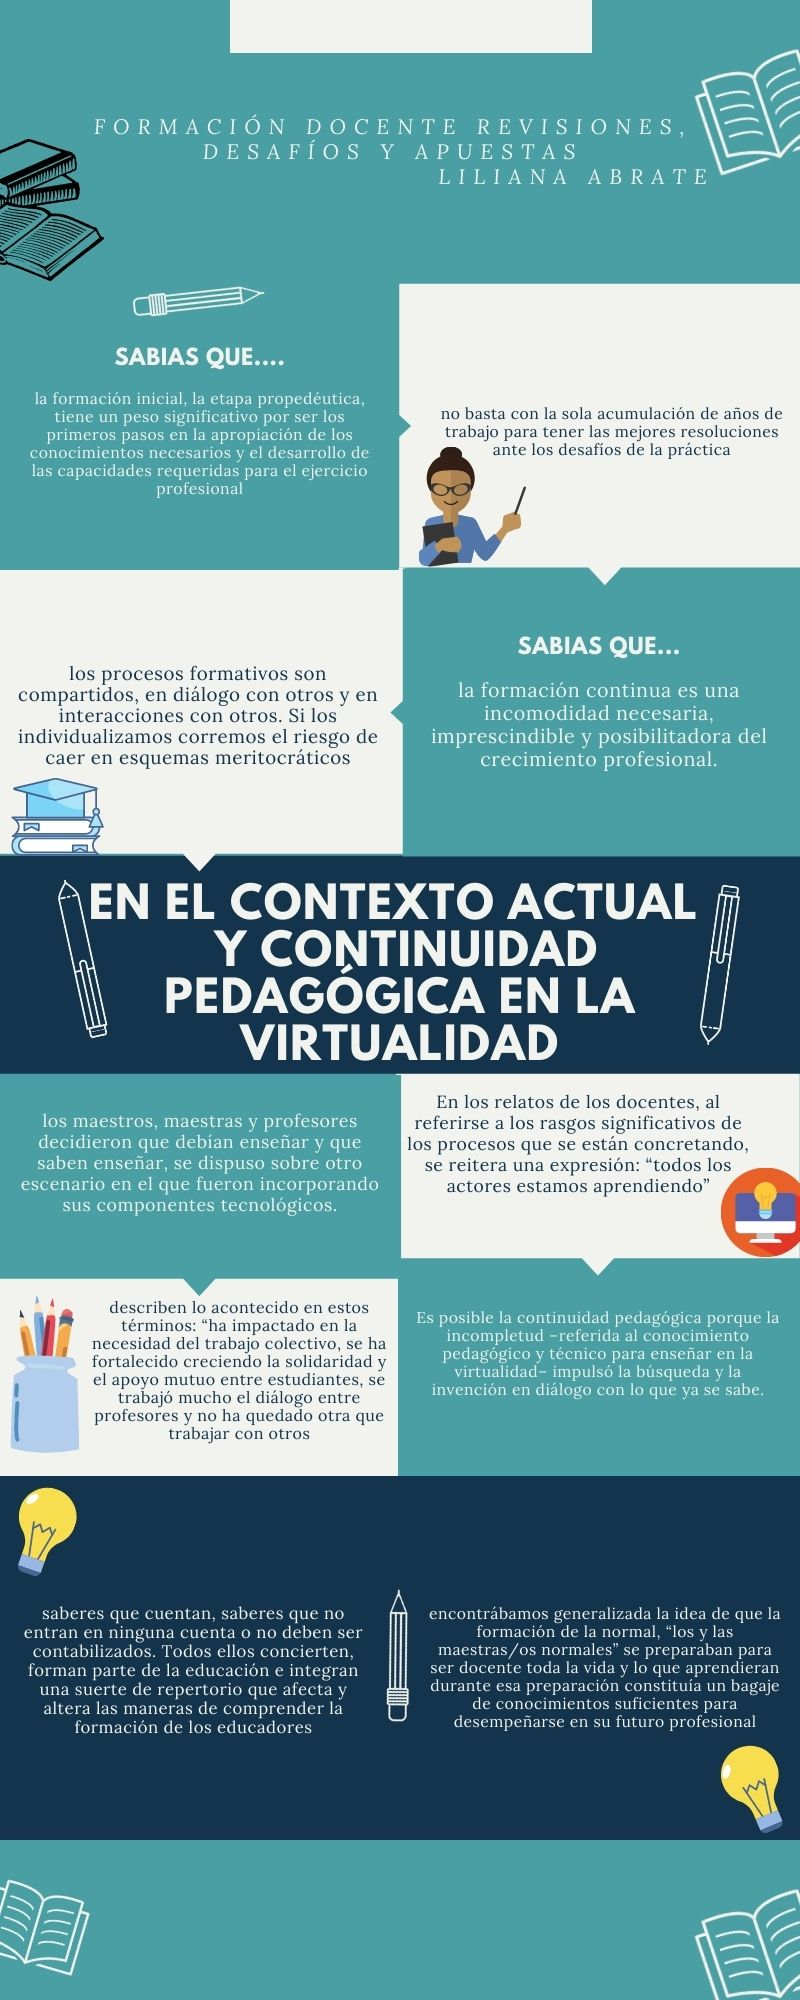 FORMACIÓN DOCENTE REVISIONES,
DESAFÍOS Y APUESTAS
LILIANA ABRATE
SABIAS QUE....
la formación inicial, la etapa propedéutica,
tiene un peso significativo por ser los
primeros pasos en la apropiación de los
conocimientos necesarios y el desarrollo de
las capacidades requeridas para el ejercicio
profesional
no basta con la sola acumulación de años de
trabajo para tener las mejores resoluciones
ante los desafíos de la práctica
SABIAS QUE...
la formación continua es una
incomodidad necesaria,
imprescindible y posibilitadora del
crecimiento profesional.
los procesos formativos son
compartidos, en diálogo con otros y en
interacciones con otros. Si los
individualizamos corremos el riesgo de
caer en esquemas meritocráticos
EN EL CONTEXTO ACTUAL
Y CONTINUIDAD
PEDAGÓGICA EN LA
VIRTUALIDAD
los maestros, maestras y profesores
decidieron que debían enseñar y que
saben enseñar, se dispuso sobre otro
escenario en el que fueron incorporando
sus componentes tecnológicos.
En los relatos de los docentes, al
referirse a los rasgos significativos de
los procesos que se están concretando,
se reitera una expresión: “todos los
actores estamos aprendiendo”
describen lo acontecido en estos
términos: “ha impactado en la
necesidad del trabajo colectivo, se ha
fortalecido creciendo la solidaridad y
el apoyo mutuo entre estudiantes, se
trabajó mucho el diálogo entre
profesores y no ha quedado otra que
trabajar con otros
Es posible la continuidad pedagógica porque la
incompletud –referida al conocimiento
pedagógico y técnico para enseñar en la
virtualidad– impulsó la búsqueda y la
invención en diálogo con lo que ya se sabe.
saberes que cuentan, saberes que no
entran en ninguna cuenta o no deben ser
contabilizados. Todos ellos concierten,
forman parte de la educación e integran
una suerte de repertorio que afecta y
altera las maneras de comprender la
formación de los educadores
encontrábamos generalizada la idea de que la
formación de la normal, “los y las
maestras/os normales” se preparaban para
ser docente toda la vida y lo que aprendieran
durante esa preparación constituía un bagaje
de conocimientos suficientes para
desempeñarse en su futuro profesional